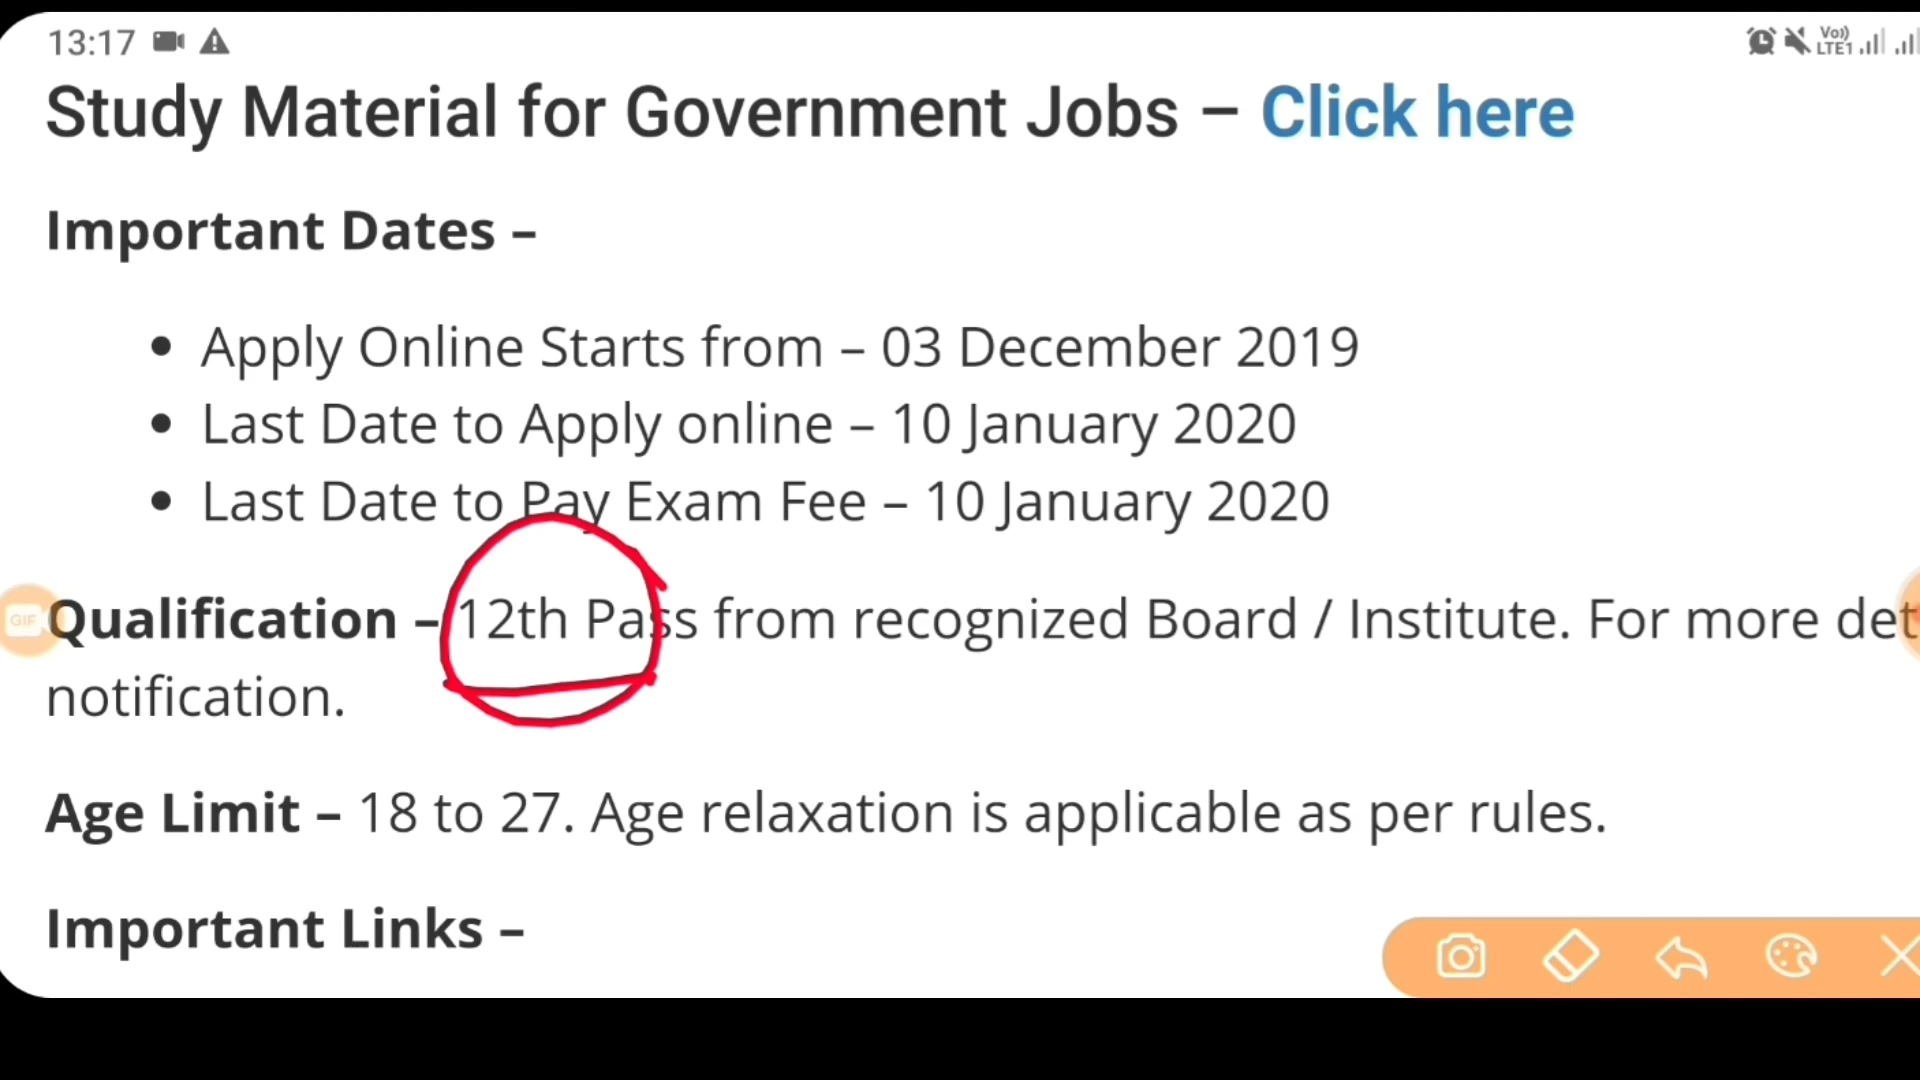 13:17
Vo)) LTE1
Study Material for Government Jobs – Click here
Important Dates –
• Apply Online Starts from – 03 December 2019
• Last Date to Apply online – 10 January 2020
• Last Date to Pay Exam Fee – 10 January 2020
GIF
Qualification – 12th Pass from recognized Board / Institute. For more det
notification.
Age Limit – 18 to 27. Age relaxation is applicable as per rules.
Important Links –